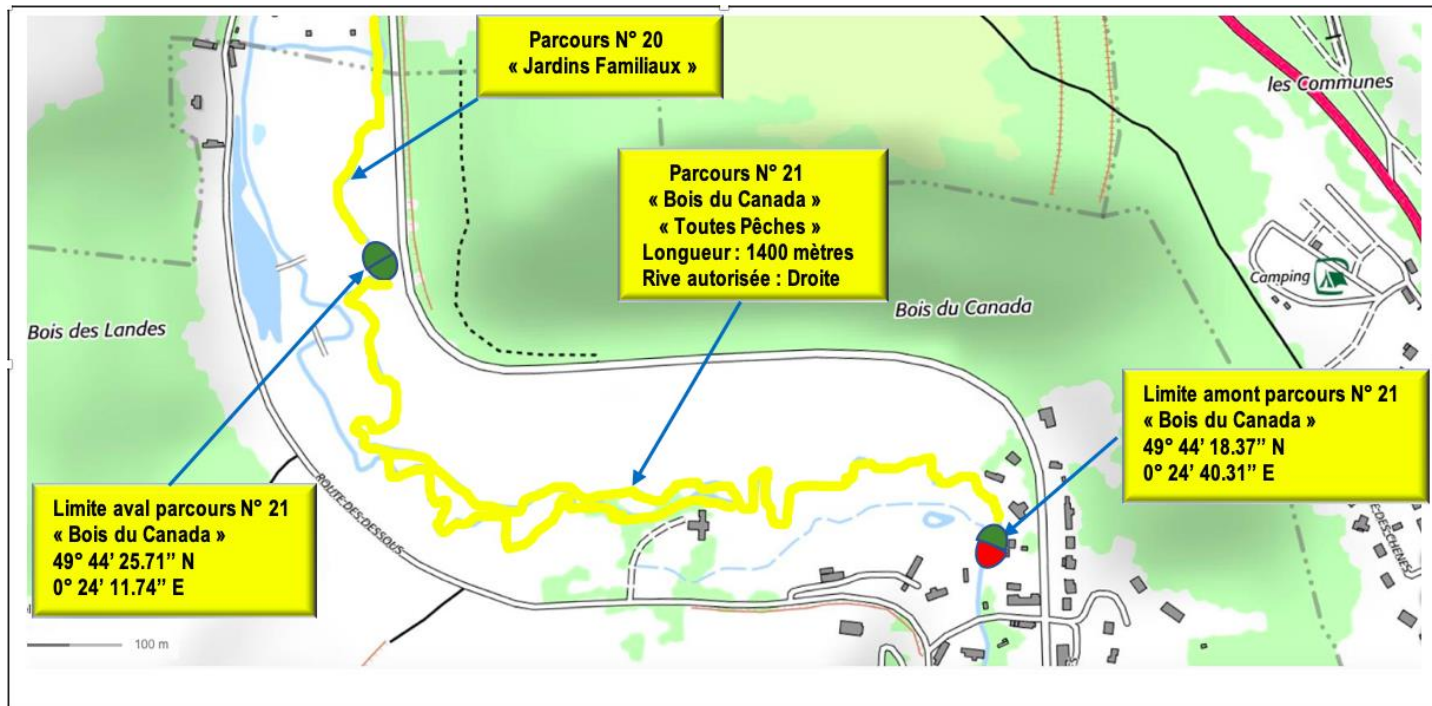 Parcours N° 20
« Jardins Familiaux »
les Communes
Parcours N° 21
« Bois du Canada »
« Toutes Pêches »
Longueur : 1400 mètres
Rive autorisée : Droite
Camping
Bois du Canada
Bois des Landes
Limite amont parcours N° 21
« Bois du Canada »
49° 44’ 18.37’’ N
0° 24’ 40.31’’ E
Limite aval parcours N° 21
« Bois du Canada »
49° 44’ 25.71’’ N
0° 24’ 11.74’’ E
ROUTE DES DESSOUS
DES CHENES
100 m